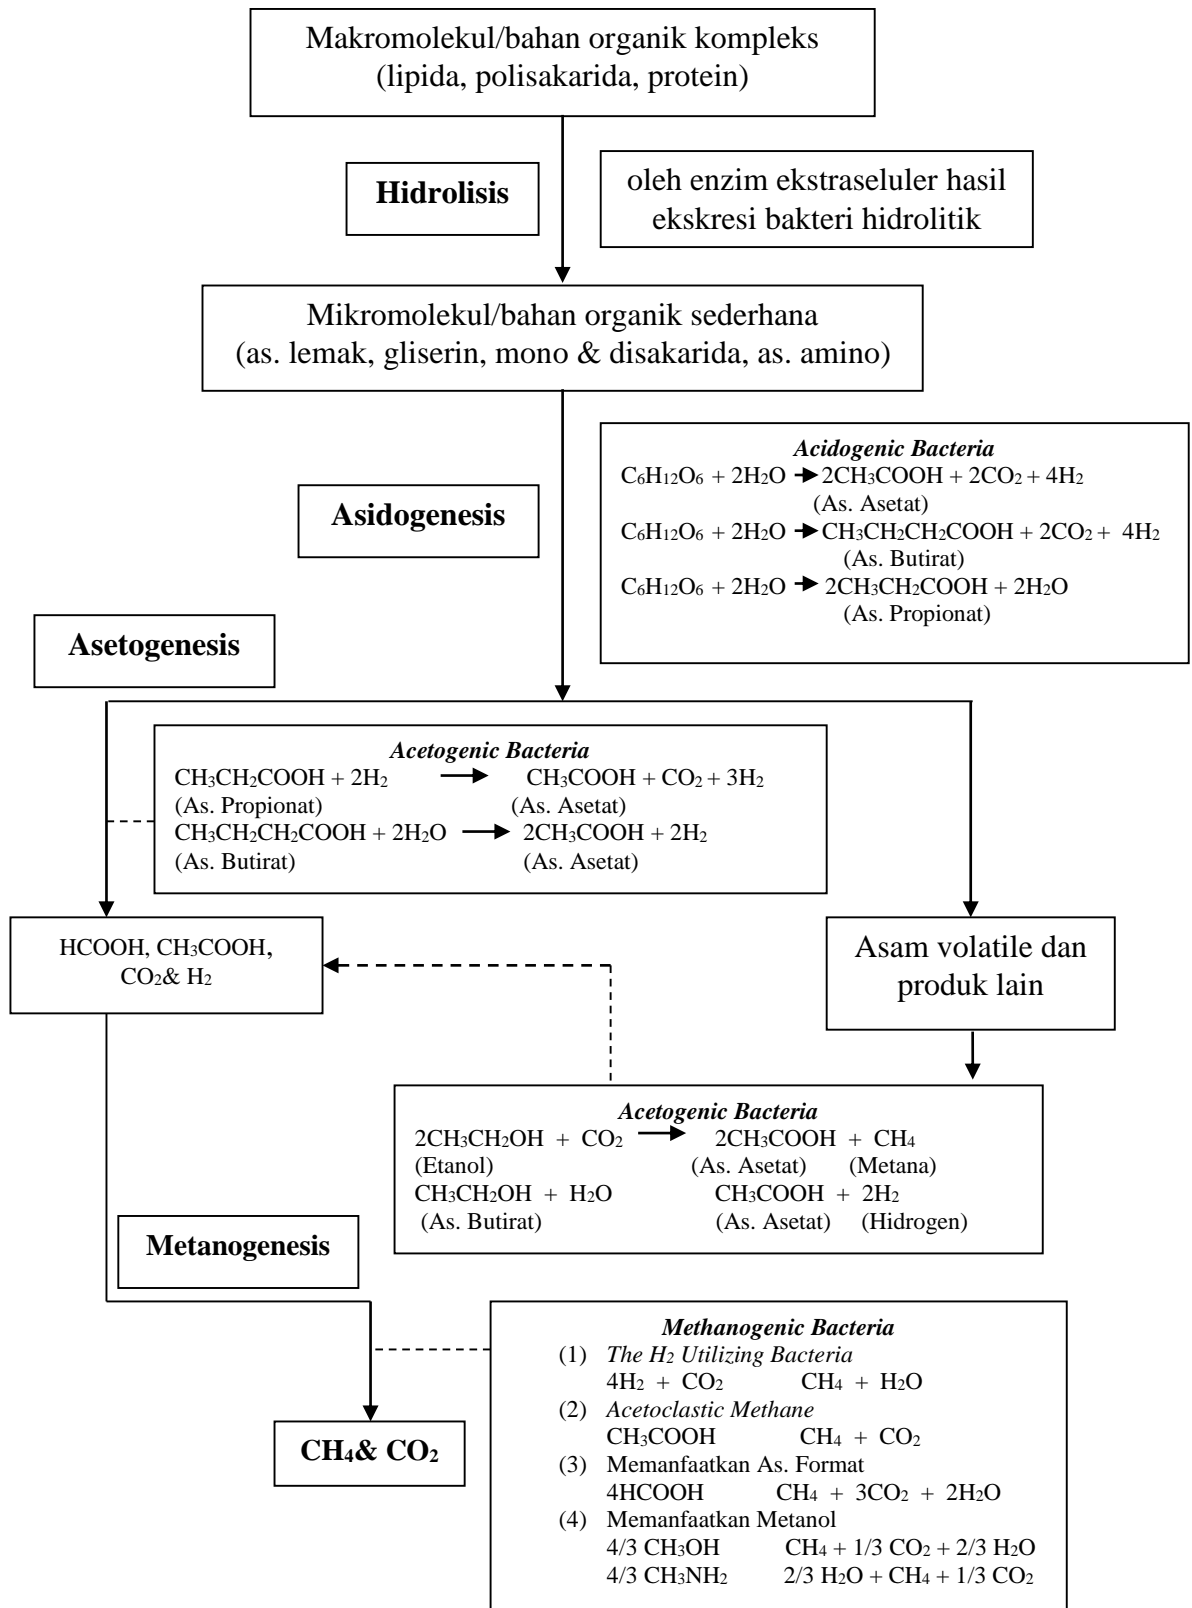 Makromolekul/bahan organik kompleks
(lipida, polisakarida, protein)
Hidrolisis
oleh enzim ekstraseluler hasil
ekskresi bakteri hidrolitik
Mikromolekul/bahan organik sederhana
(as. lemak, gliserin, mono & disakarida, as. amino)
Asidogenesis
Acidogenic Bacteria
C₆H₁₂O₆ + 2H₂O → 2CH₃COOH + 2CO₂ + 4H₂
(As. Asetat)
C₆H₁₂O₆ + 2H₂O → CH₃CH₂CH₂COOH + 2CO₂ + 4H₂
(As. Butirat)
C₆H₁₂O₆ + 2H₂O → 2CH₃CH₂COOH + 2H₂O
(As. Propionat)
Asetogenesis
Acetogenic Bacteria
CH₃CH₂COOH + 2H₂ → CH₃COOH + CO₂ + 3H₂
(As. Propionat) (As. Asetat)
CH₃CH₂CH₂COOH + 2H₂O → 2CH₃COOH + 2H₂
(As. Butirat) (As. Asetat)
HCOOH, CH₃COOH,
CO₂& H₂
Asam volatile dan
produk lain
Acetogenic Bacteria
2CH₃CH₂OH + CO₂ → 2CH₃COOH + CH₄
(Etanol) (As. Asetat) (Metana)
CH₃CH₂OH + H₂O CH₃COOH + 2H₂
(As. Butirat) (As. Asetat) (Hidrogen)
Metanogenesis
Methanogenic Bacteria
(1) The H₂ Utilizing Bacteria
4H₂ + CO₂ CH₄ + H₂O
(2) Acetoclastic Methane
CH₃COOH CH₄ + CO₂
(3) Memanfaatkan As. Format
4HCOOH CH₄ + 3CO₂ + 2H₂O
(4) Memanfaatkan Metanol
4/3 CH₃OH CH₄ + 1/3 CO₂ + 2/3 H₂O
4/3 CH₃NH₂ 2/3 H₂O + CH₄ + 1/3 CO₂
CH₄& CO₂